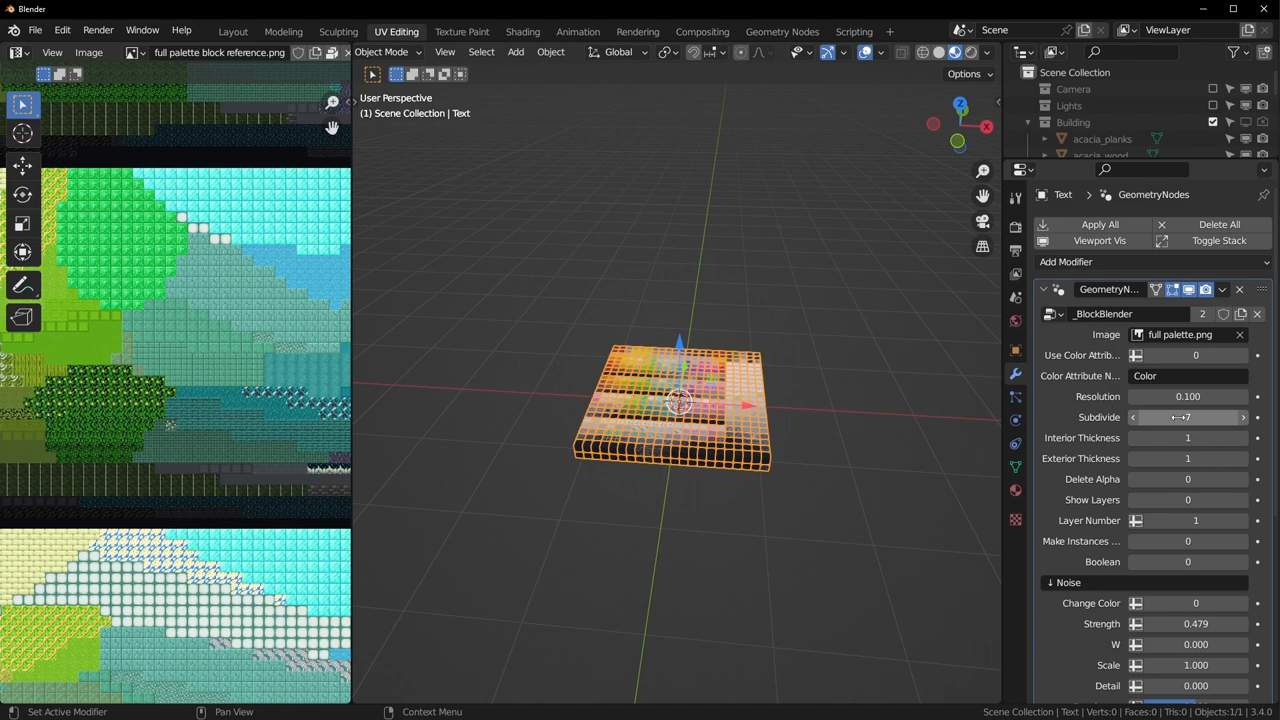 Blender
File Edit Render Window Help Layout Modeling Sculpting UV Editing Texture Paint Shading Animation Rendering Compositing Geometry Nodes Scripting + Scene ViewLayer
View Image full palette block reference.png Object Mode View Select Add Object Global
Options
User Perspective
(1) Scene Collection | Text
Z
X
Scene Collection
Camera
Lights
Building
acacia_planks
acacia_wood
Text > GeometryNodes
Apply All Delete All
Viewport Vis Toggle Stack
Add Modifier
GeometryN...
_BlockBlender 2
Image full palette.png
Use Color Attrib... 0
Color Attribute N... Color
Resolution 0.100
Subdivide 7
Interior Thickness 1
Exterior Thickness 1
Delete Alpha 0
Show Layers 0
Layer Number 1
Make Instances ... 0
Boolean 0
↓ Noise
Change Color 0
Strength 0.479
W 0.000
Scale 1.000
Detail 0.000
Set Active Modifier Pan View Context Menu Scene Collection | Text | Verts:0 | Faces:0 | Tris:0 | Objects:1/1 | 3.4.0